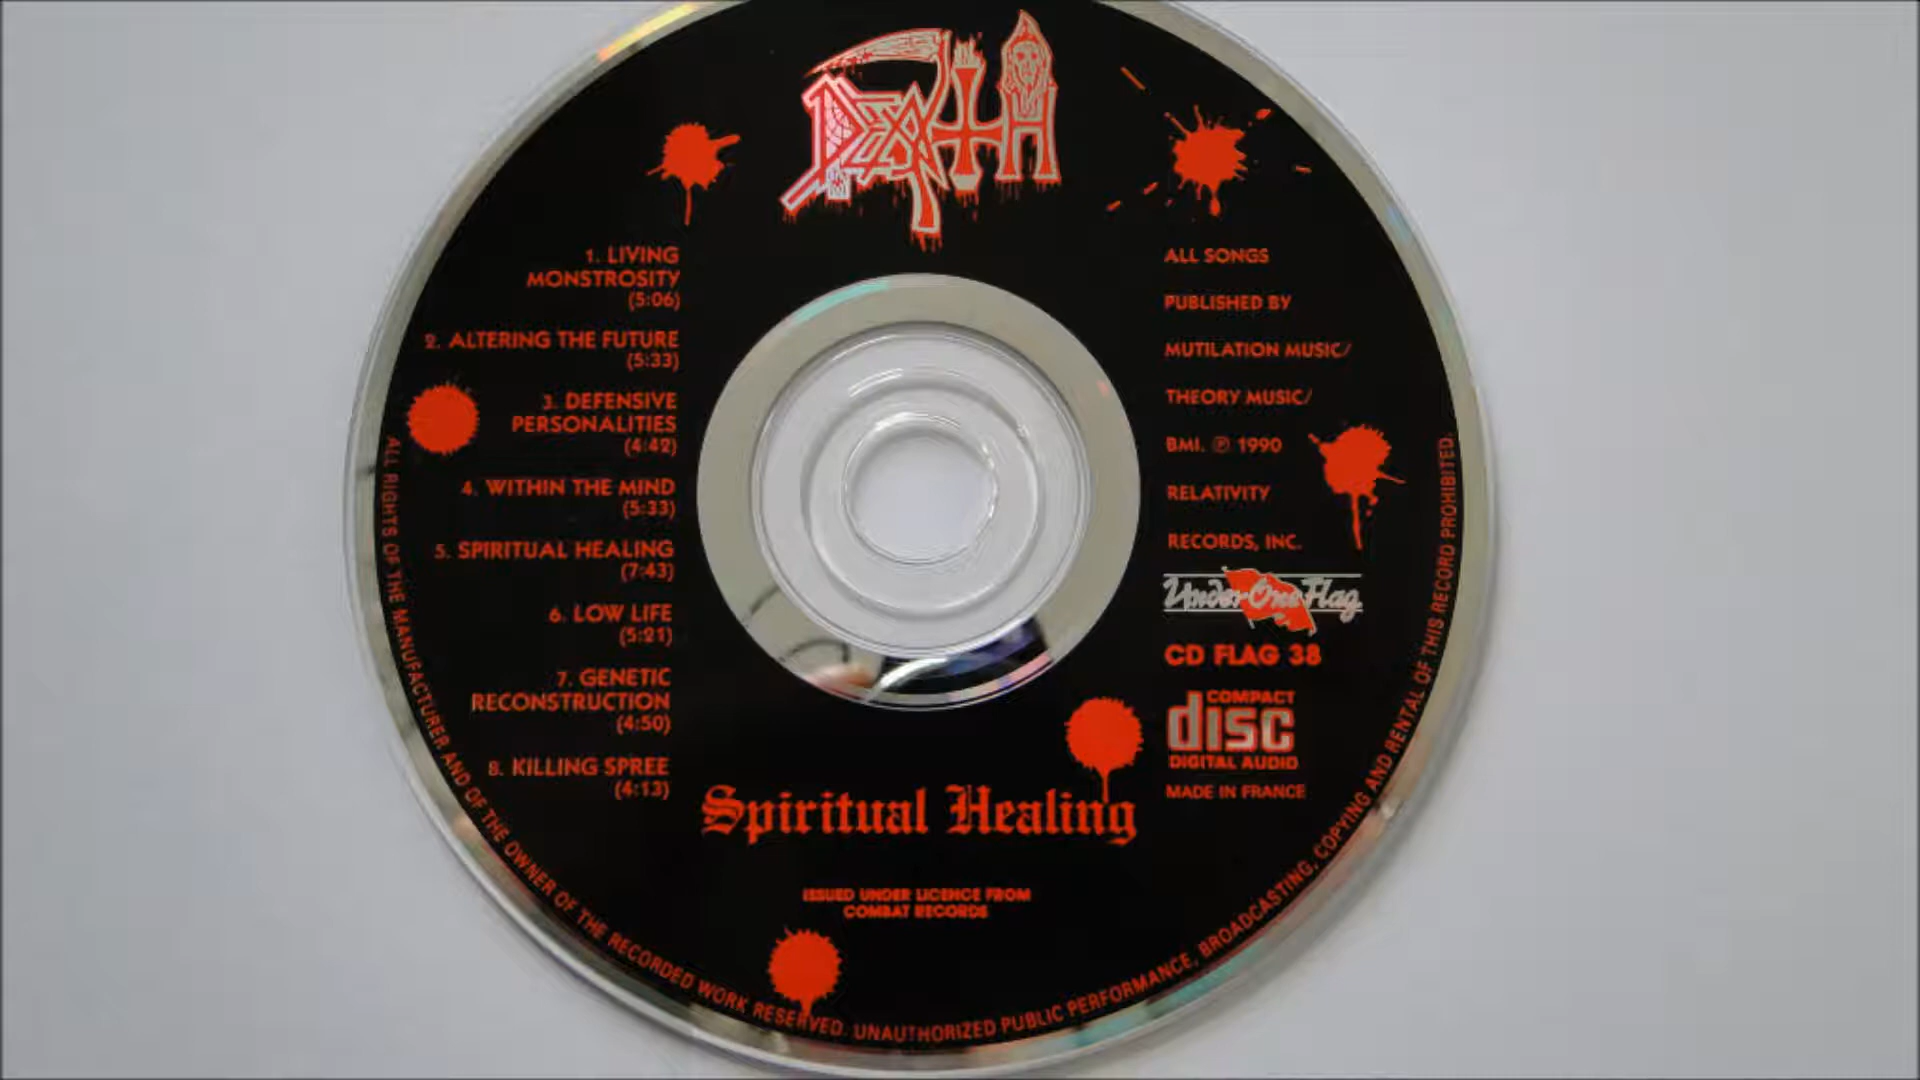 DEATH
1. LIVING
MONSTROSITY
(5:06)
2. ALTERING THE FUTURE
(5:33)
3. DEFENSIVE
PERSONALITIES
(4:42)
4. WITHIN THE MIND
(5:33)
5. SPIRITUAL HEALING
(7:43)
6. LOW LIFE
(5:21)
7. GENETIC
RECONSTRUCTION
(4:50)
8. KILLING SPREE
(4:13)
ALL SONGS
PUBLISHED BY
MUTILATION MUSIC/
THEORY MUSIC/
BMI. ℗ 1990
RELATIVITY
RECORDS, INC.
Under One Flag
CD FLAG 38
COMPACT
disc
DIGITAL AUDIO
MADE IN FRANCE
Spiritual Healing
ISSUED UNDER LICENCE FROM
COMBAT RECORDS
ALL RIGHTS OF THE MANUFACTURER AND OF THE OWNER OF THE RECORDED WORK RESERVED. UNAUTHORIZED PUBLIC PERFORMANCE, BROADCASTING, COPYING AND RENTAL OF THIS RECORD PROHIBITED.